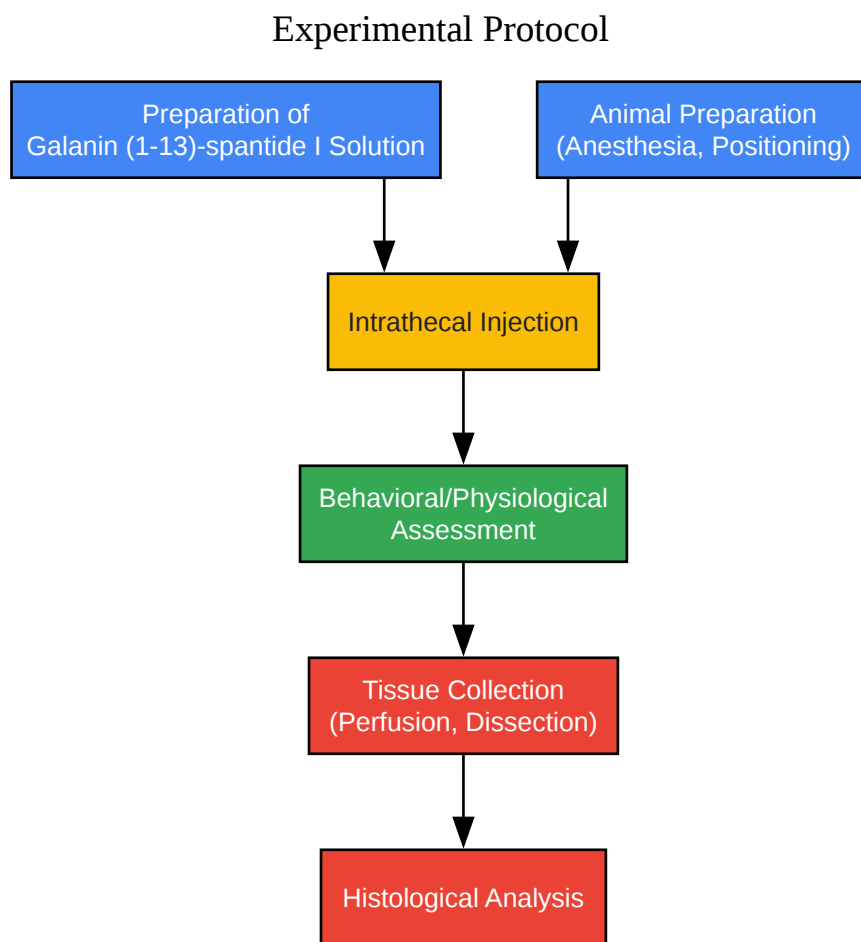 Experimental Protocol
Preparation of
Galanin (1-13)-spantide I Solution
Animal Preparation
(Anesthesia, Positioning)
Intrathecal Injection
Behavioral/Physiological
Assessment
Tissue Collection
(Perfusion, Dissection)
Histological Analysis